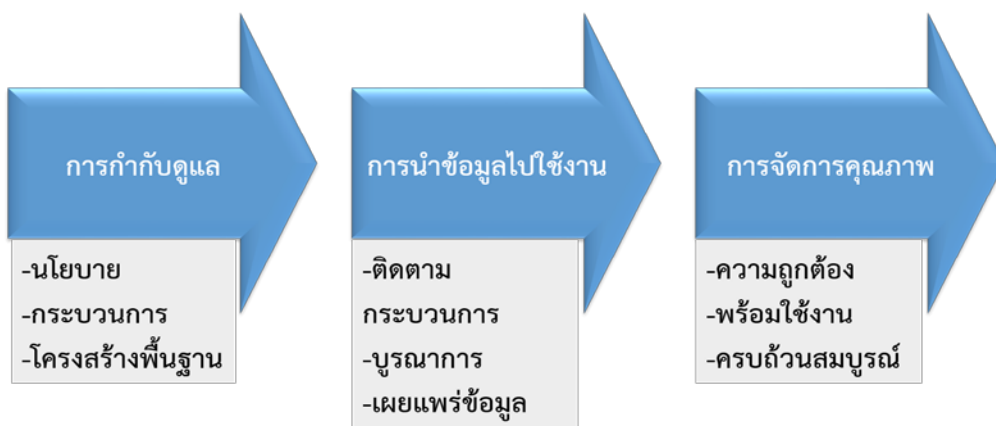 การกำกับดูแล
-นโยบาย
-กระบวนการ
-โครงสร้างพื้นฐาน
การนำข้อมูลไปใช้งาน
-ติดตาม
กระบวนการ
-บูรณาการ
-เผยแพร่ข้อมูล
การจัดการคุณภาพ
-ความถูกต้อง
-พร้อมใช้งาน
-ครบถ้วนสมบูรณ์